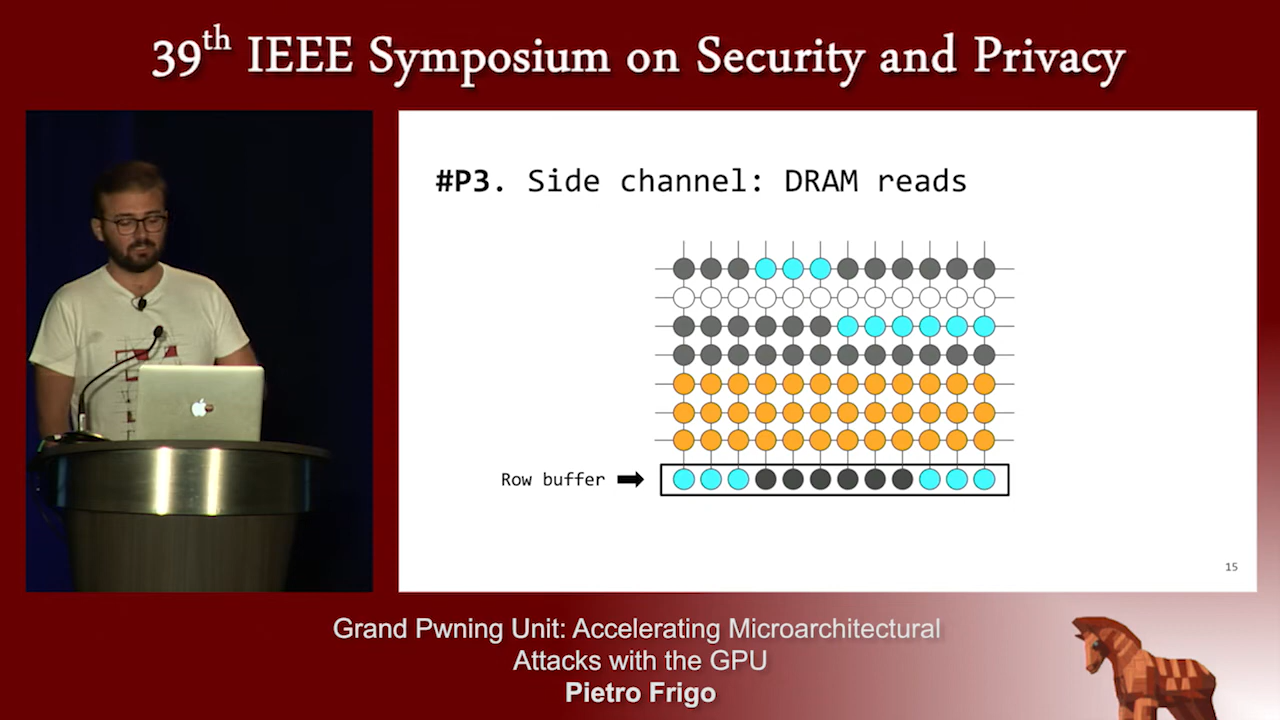 39th IEEE Symposium on Security and Privacy
#P3. Side channel: DRAM reads
Row buffer
15
Grand Pwning Unit: Accelerating Microarchitectural
Attacks with the GPU
Pietro Frigo